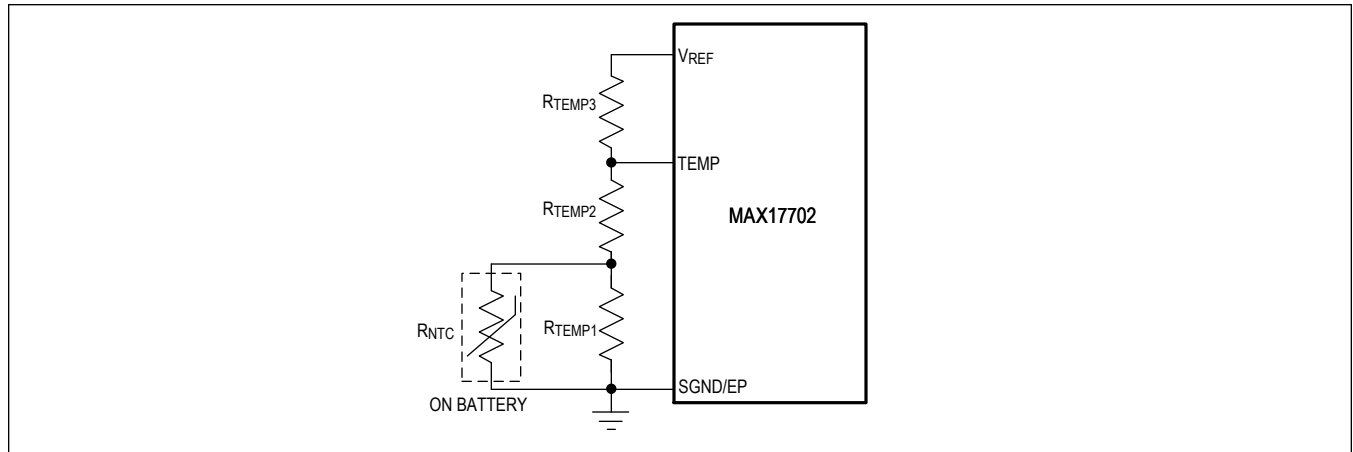 VREF
RTEMP3
TEMP
RTEMP2
MAX17702
RNTC
RTEMP1
SGND/EP
ON BATTERY